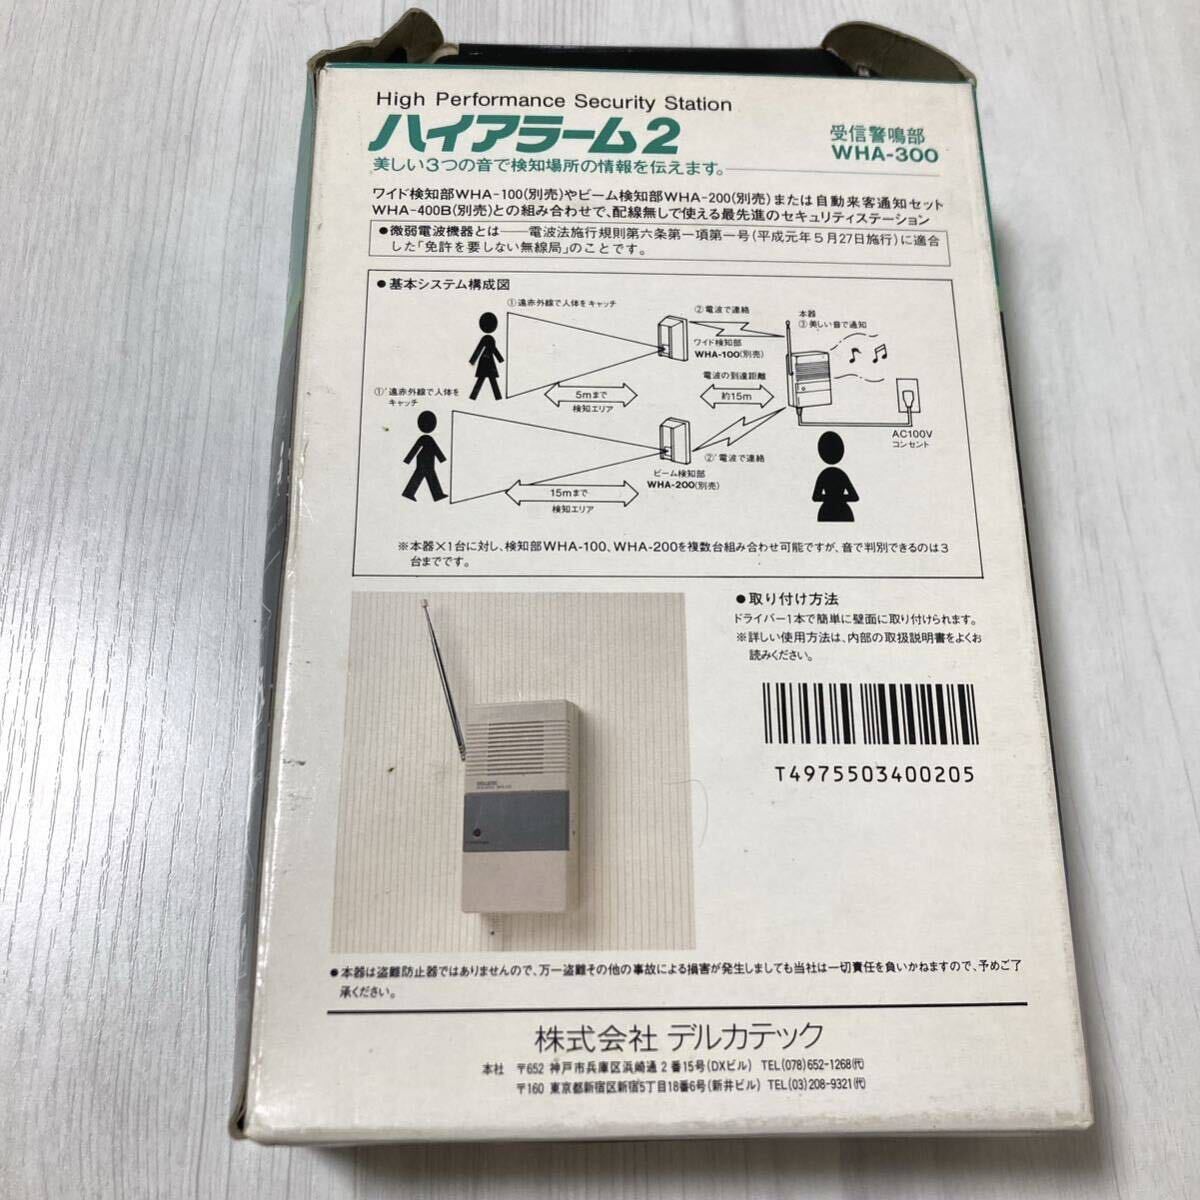 High Performance Security Station
ハイアラーム2
受信警鳴部
WHA-300
美しい3つの音で検知場所の情報を伝えます。
ワイド検知部WHA-100(別売)やビーム検知部WHA-200(別売)または自動来客通知セット
WHA-400B(別売)との組み合わせで、配線無しで使える最先進のセキュリティステーション
●微弱電波機器とは――電波法施行規則第六条第一項第一号(平成元年5月27日施行)に適合
した「免許を要しない無線局」のことです。
●基本システム構成図
①遠赤外線で人体をキャッチ
②電波で連絡
本器
③美しい音で通知
ワイド検知部
WHA-100(別売)
①'遠赤外線で人体を
キャッチ
5mまで
検知エリア
電波の到達距離
約15m
AC100V
コンセント
②'電波で連絡
ビーム検知部
WHA-200(別売)
15mまで
検知エリア
※本器×1台に対し、検知部WHA-100、WHA-200を複数台組み合わせ可能ですが、音で判別できるのは3
台までです。
●取り付け方法
ドライバー1本で簡単に壁面に取り付けられます。
※詳しい使用方法は、内部の取扱説明書をよくお
読みください。
T4975503400205
●本器は盗難防止器ではありませんので、万一盗難その他の事故による損害が発生しましても当社は一切責任を負いかねますので、予めご了
承ください。
株式会社 デルカテック
本社 〒652 神戸市兵庫区浜崎通2番15号(DXビル) TEL(078)652-1268(代)
〒160 東京都新宿区新宿5丁目18番6号(新井ビル) TEL(03)208-9321(代)